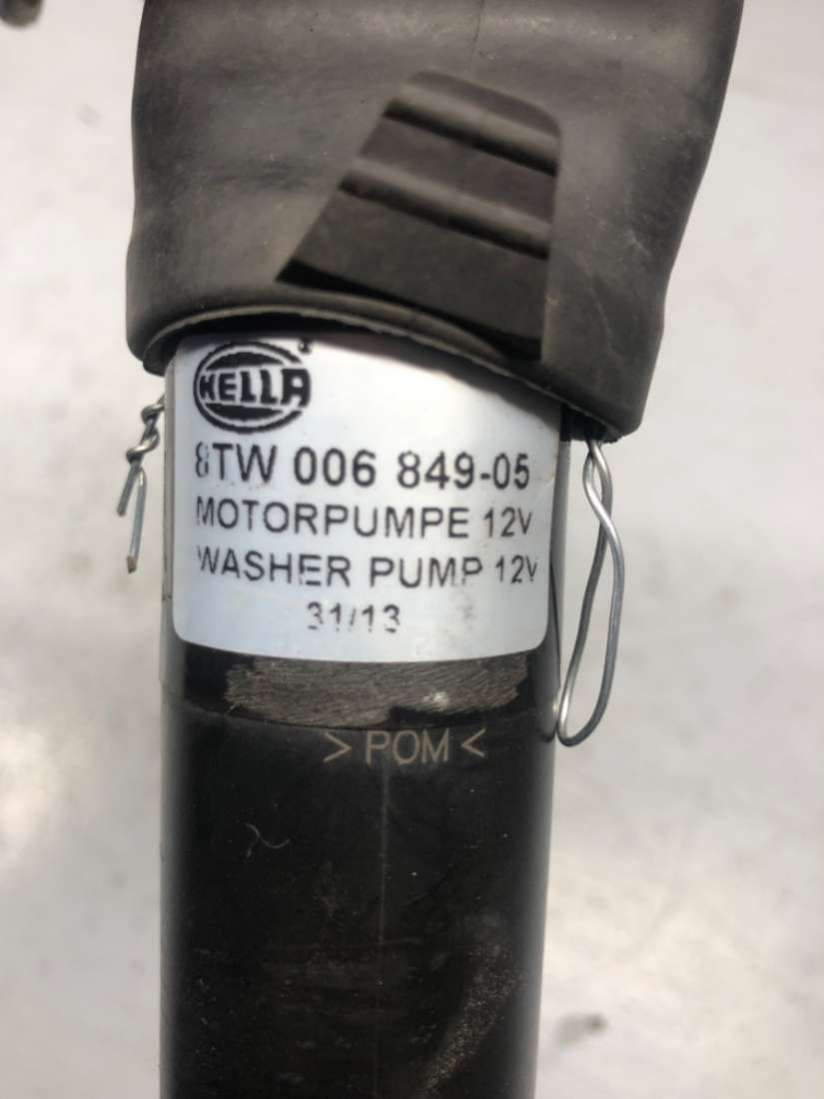 HELLA
8TW 006 849-05
MOTORPUMPE 12V
WASHER PUMP 12V
31/13
>POM<